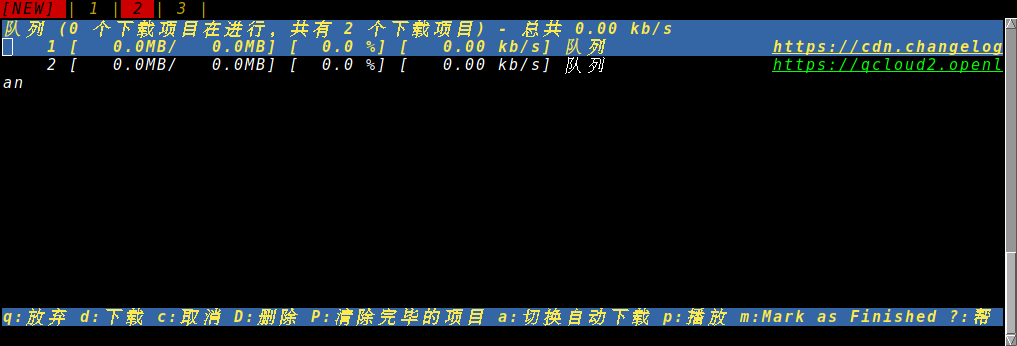 [NEW] | 1 | 2 | 3 |
队列 (0 个下载项目在进行, 共有 2 个下载项目) - 总共 0.00 kb/s
1 [ 0.0MB/ 0.0MB] [ 0.0 %] [ 0.00 kb/s] 队列 https://cdn.changelog
2 [ 0.0MB/ 0.0MB] [ 0.0 %] [ 0.00 kb/s] 队列 https://qcloud2.openl
an
q:放弃 d:下载 c:取消 D:删除 P:清除完毕的项目 a:切换自动下载 p:播放 m:Mark as Finished ?:帮